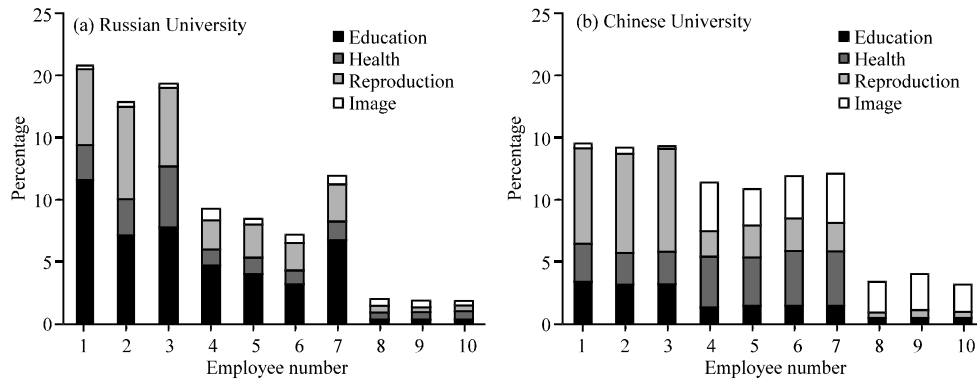 (a) Russian University
Education
Health
Reproduction
Image
Percentage
25
20
10
10
5
0
1 2 3 4 5 6 7 8 9 10
Employee number
(b) Chinese University
Education
Health
Reproduction
Image
Percentage
25
20
10
10
5
0
1 2 3 4 5 6 7 8 9 10
Employee number